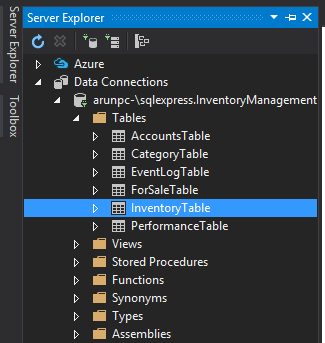 Server Explorer
Toolbox
Server Explorer
Azure
Data Connections
arunpc-\sqlexpress.InventoryManagement
Tables
AccountsTable
CategoryTable
EventLogTable
ForSaleTable
InventoryTable
PerformanceTable
Views
Stored Procedures
Functions
Synonyms
Types
Assemblies